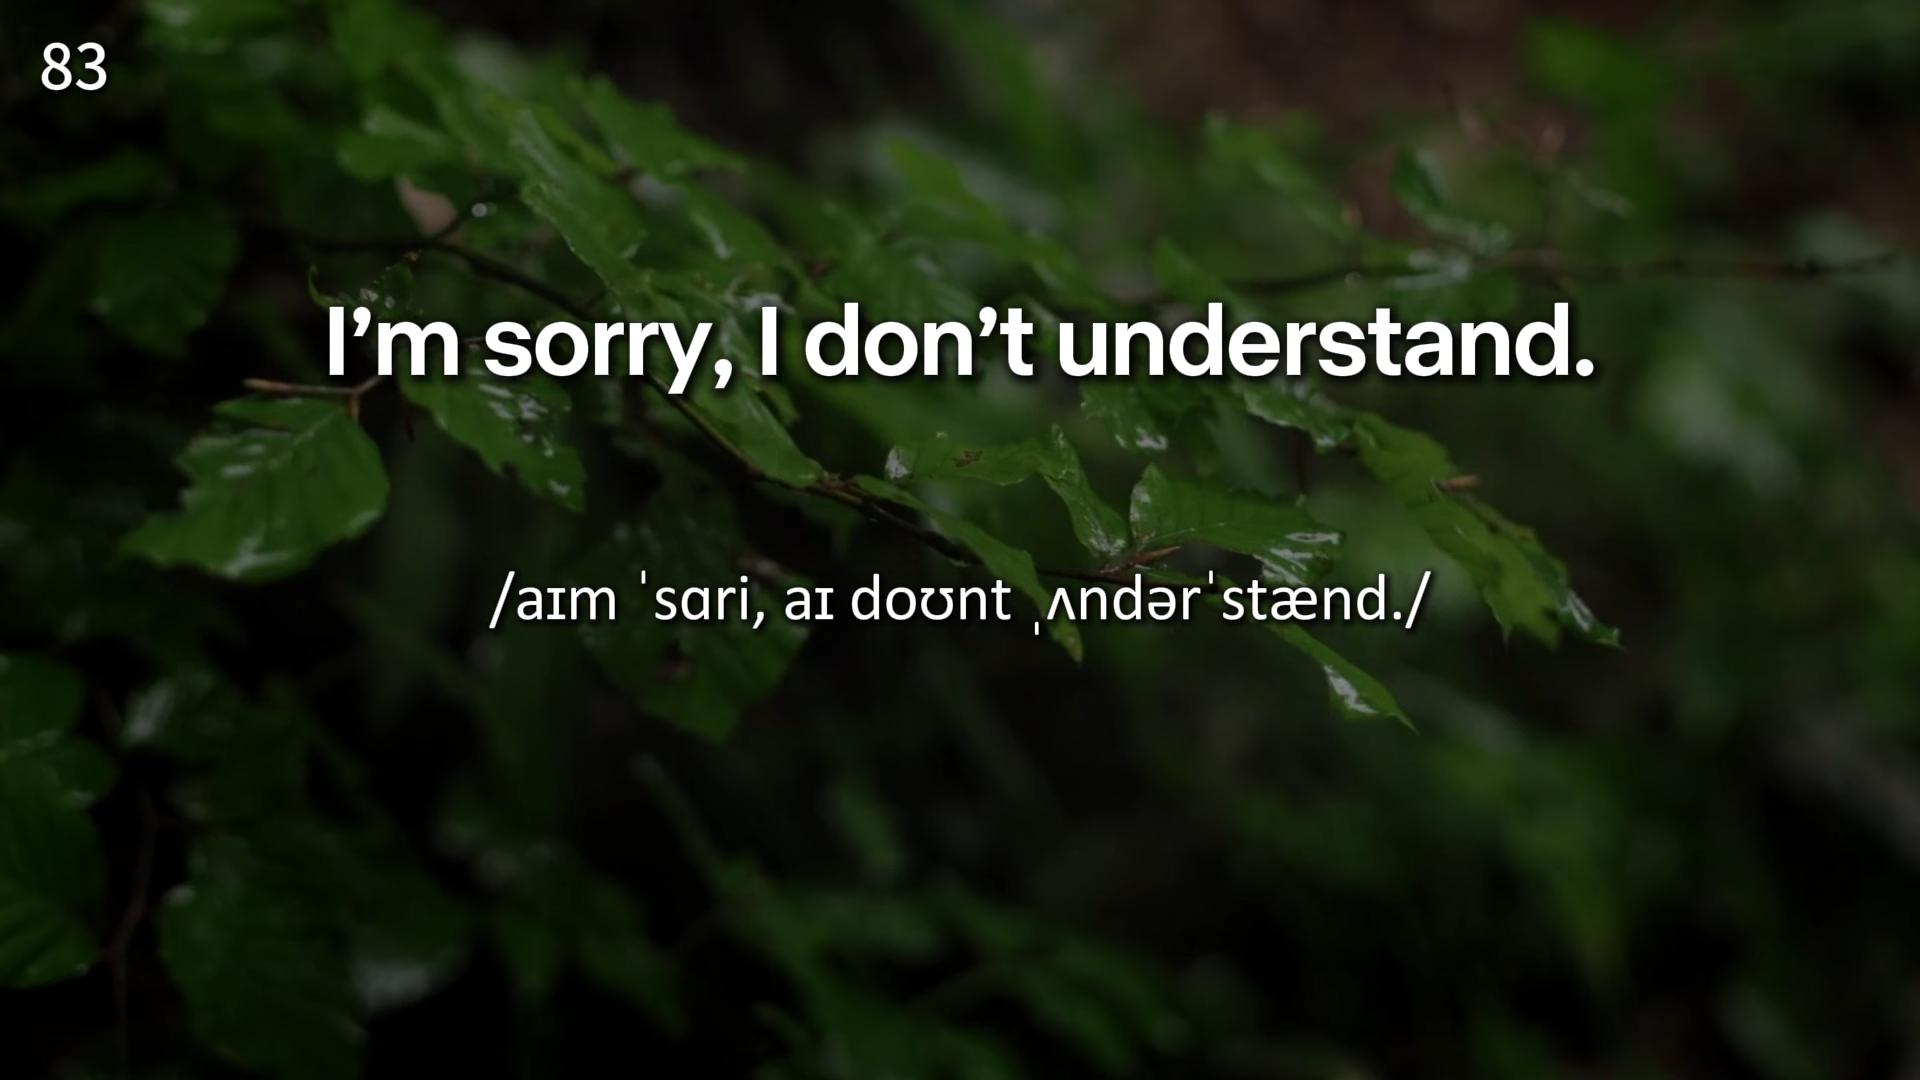 83
I’m sorry, I don’t understand.
/aɪm ˈsɑri, aɪ doʊnt ˌʌndərˈstænd./